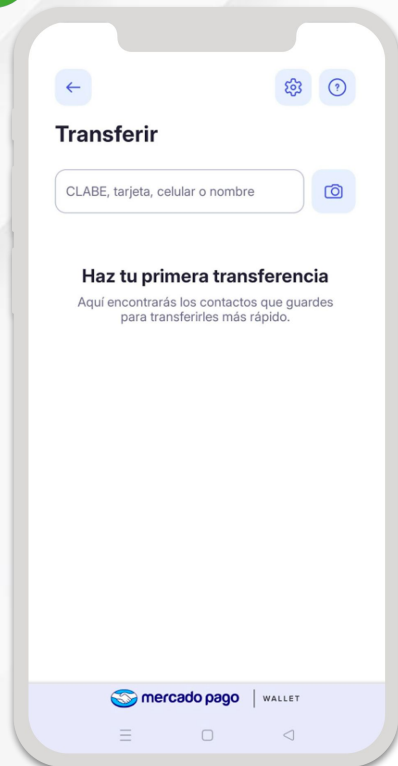 Transferir
CLABE, tarjeta, celular o nombre
Haz tu primera transferencia
Aquí encontrarás los contactos que guardes
para transferirles más rápido.
mercado pago | WALLET